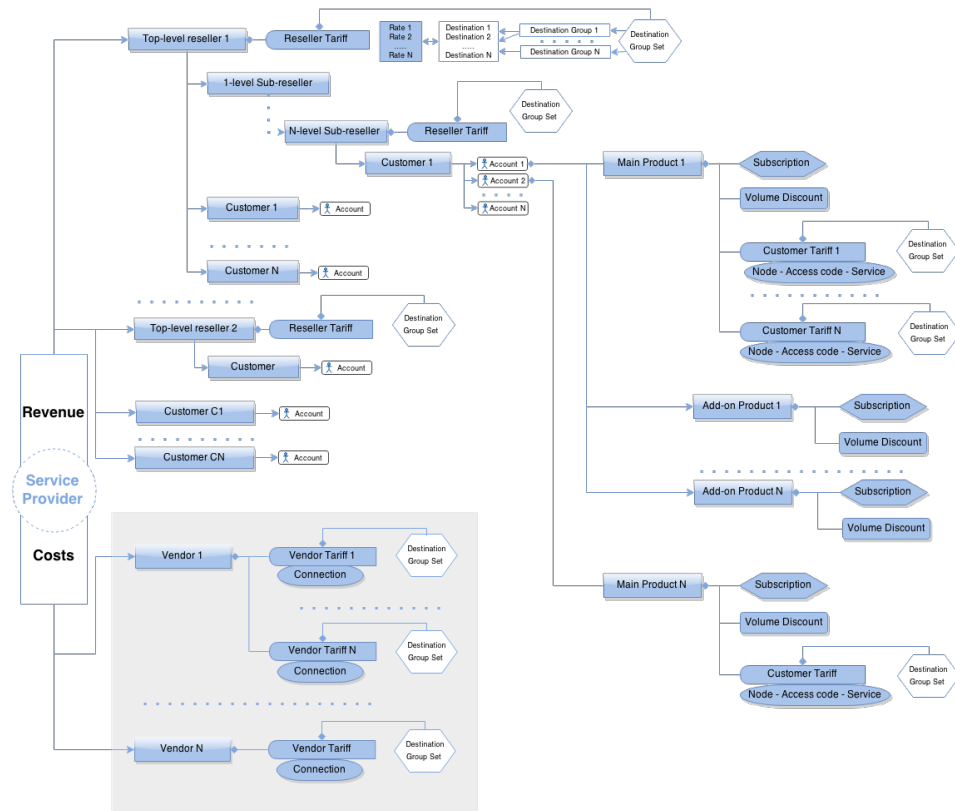 Top-level reseller 1
Reseller Tariff
Rate 1
Rate 2
.....
Rate N
Destination 1
Destination 2
.....
Destination N
Destination Group 1
Destination Group N
Destination
Group Set
1-level Sub-reseller
N-level Sub-reseller
Reseller Tariff
Destination
Group Set
Customer 1
Account 1
Account 2
Account N
Main Product 1
Subscription
Volume Discount
Customer Tariff 1
Node - Access code - Service
Destination
Group Set
Customer Tariff N
Node - Access code - Service
Destination
Group Set
Customer 1
Account
Customer N
Account
Top-level reseller 2
Reseller Tariff
Destination
Group Set
Customer
Account
Customer C1
Account
Customer CN
Account
Revenue
Service
Provider
Costs
Add-on Product 1
Subscription
Volume Discount
Add-on Product N
Subscription
Volume Discount
Vendor 1
Vendor Tariff 1
Connection
Destination
Group Set
Vendor Tariff N
Connection
Destination
Group Set
Vendor N
Vendor Tariff
Connection
Destination
Group Set
Main Product N
Subscription
Volume Discount
Customer Tariff
Node - Access code - Service
Destination
Group Set